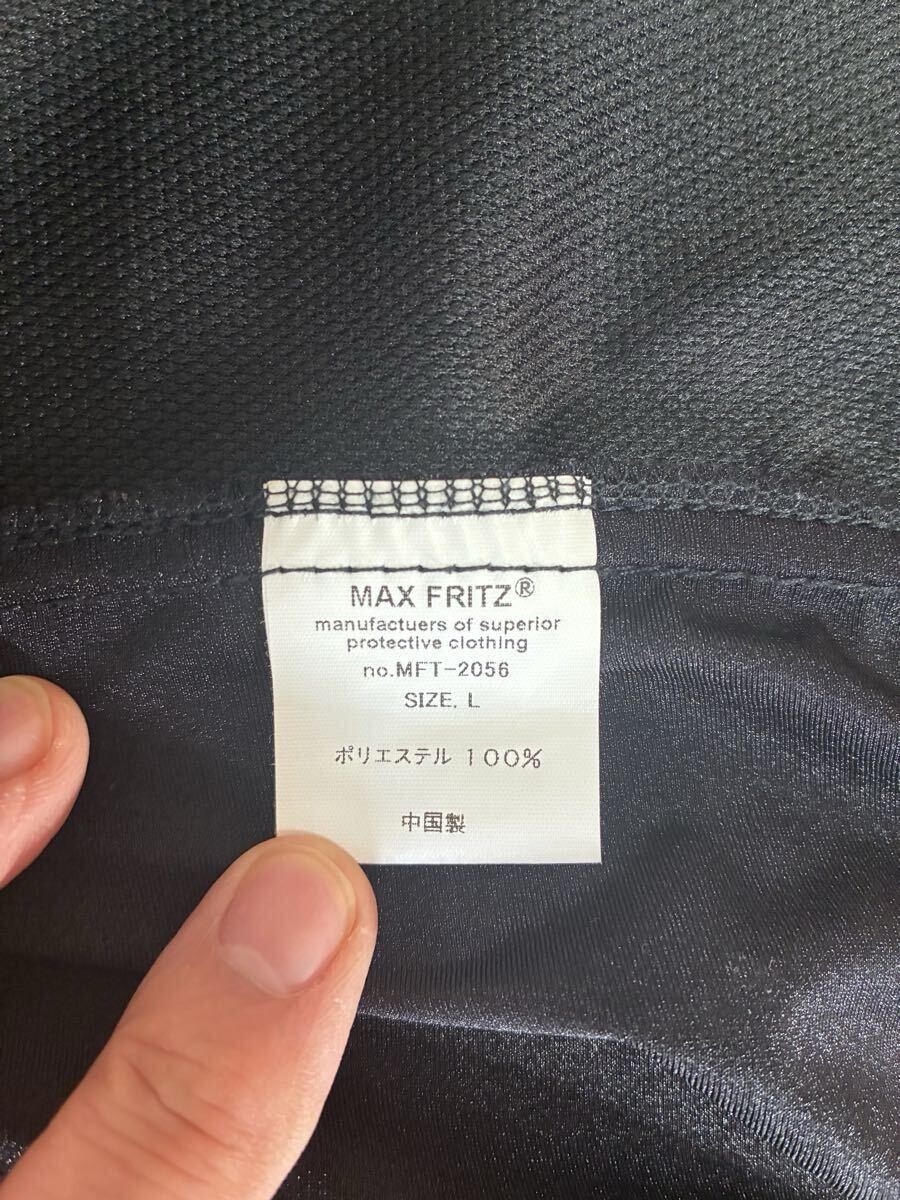 MAX FRITZ®
manufactuers of superior
protective clothing
no.MFT-2056
SIZE. L
ポリエステル 100%
中国製